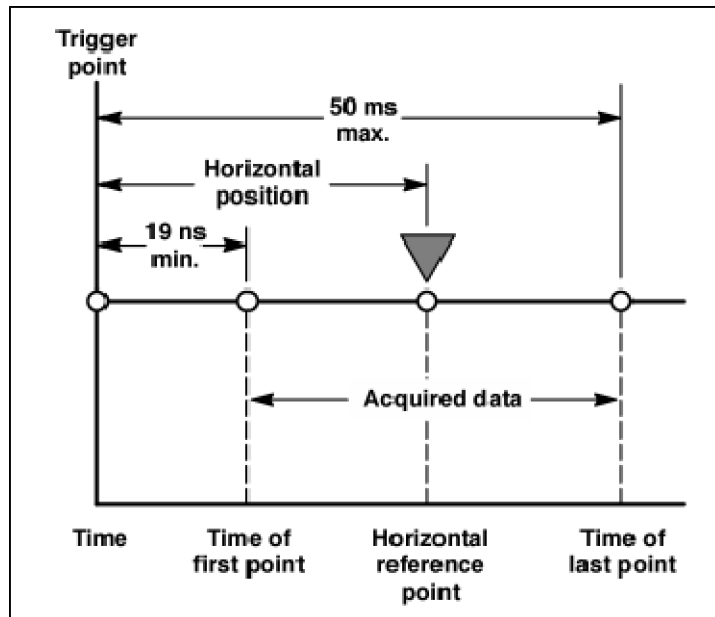 Trigger
point
50 ms
max.
Horizontal
position
19 ns
min.
Acquired data
Time
Time of
first point
Horizontal
reference
point
Time of
last point